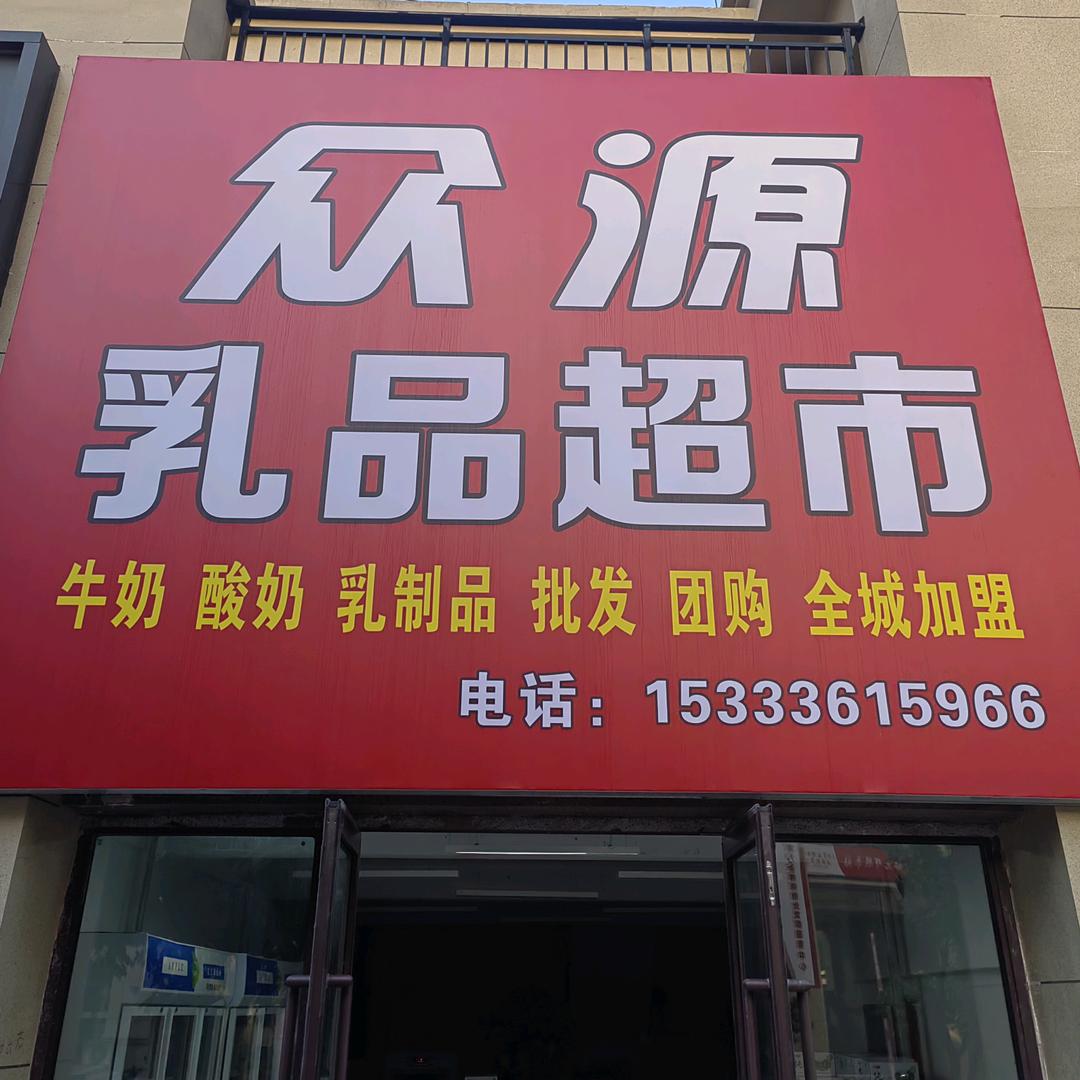 众源
乳品超市
牛奶 酸奶 乳制品 批发 团购 全城加盟
电话：15333615966